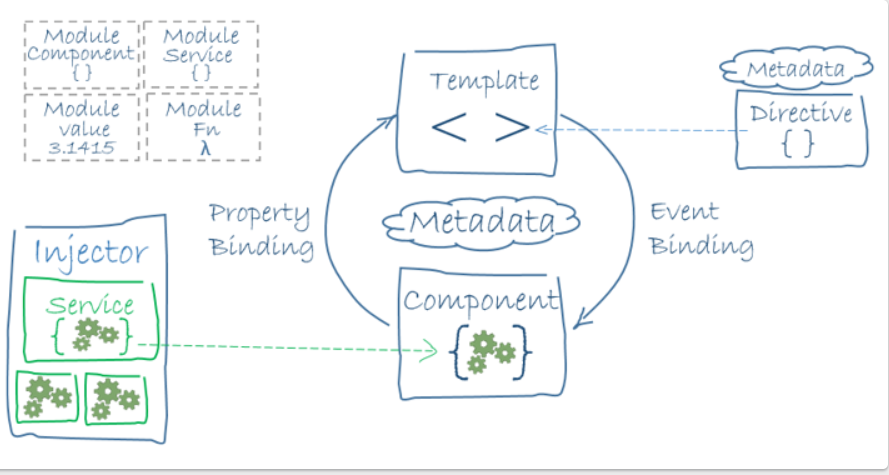 Module
Component
{}
Module
Service
{}
Module
value
3.1415
Module
Fn
λ
Template
< >
Metadata
Directive
{ }
Property
Binding
Metadata
Event
Binding
Injector
Service
{ }
Component
{ }